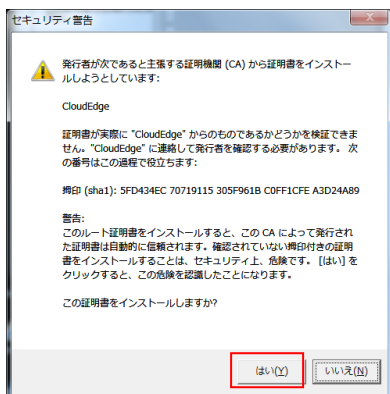 セキュリティ警告
発行者が次であると主張する証明機関 (CA) から証明書をインストー
ルしようとしています:
CloudEdge
証明書が実際に "CloudEdge" からのものであるかどうかを検証できま
せん。"CloudEdge" に連絡して発行者を確認する必要があります。 次
の番号はこの過程で役立ちます:
拇印 (sha1): 5FD434EC 70719115 305F961B C0FF1CFE A3D24A89
警告:
このルート証明書をインストールすると、この CA によって発行され
た証明書は自動的に信頼されます。確認されていない拇印付きの証明
書をインストールすることは、セキュリティ上、危険です。 [はい] を
クリックすると、この危険を認識したことになります。
この証明書をインストールしますか?
はい(Y)
いいえ(N)